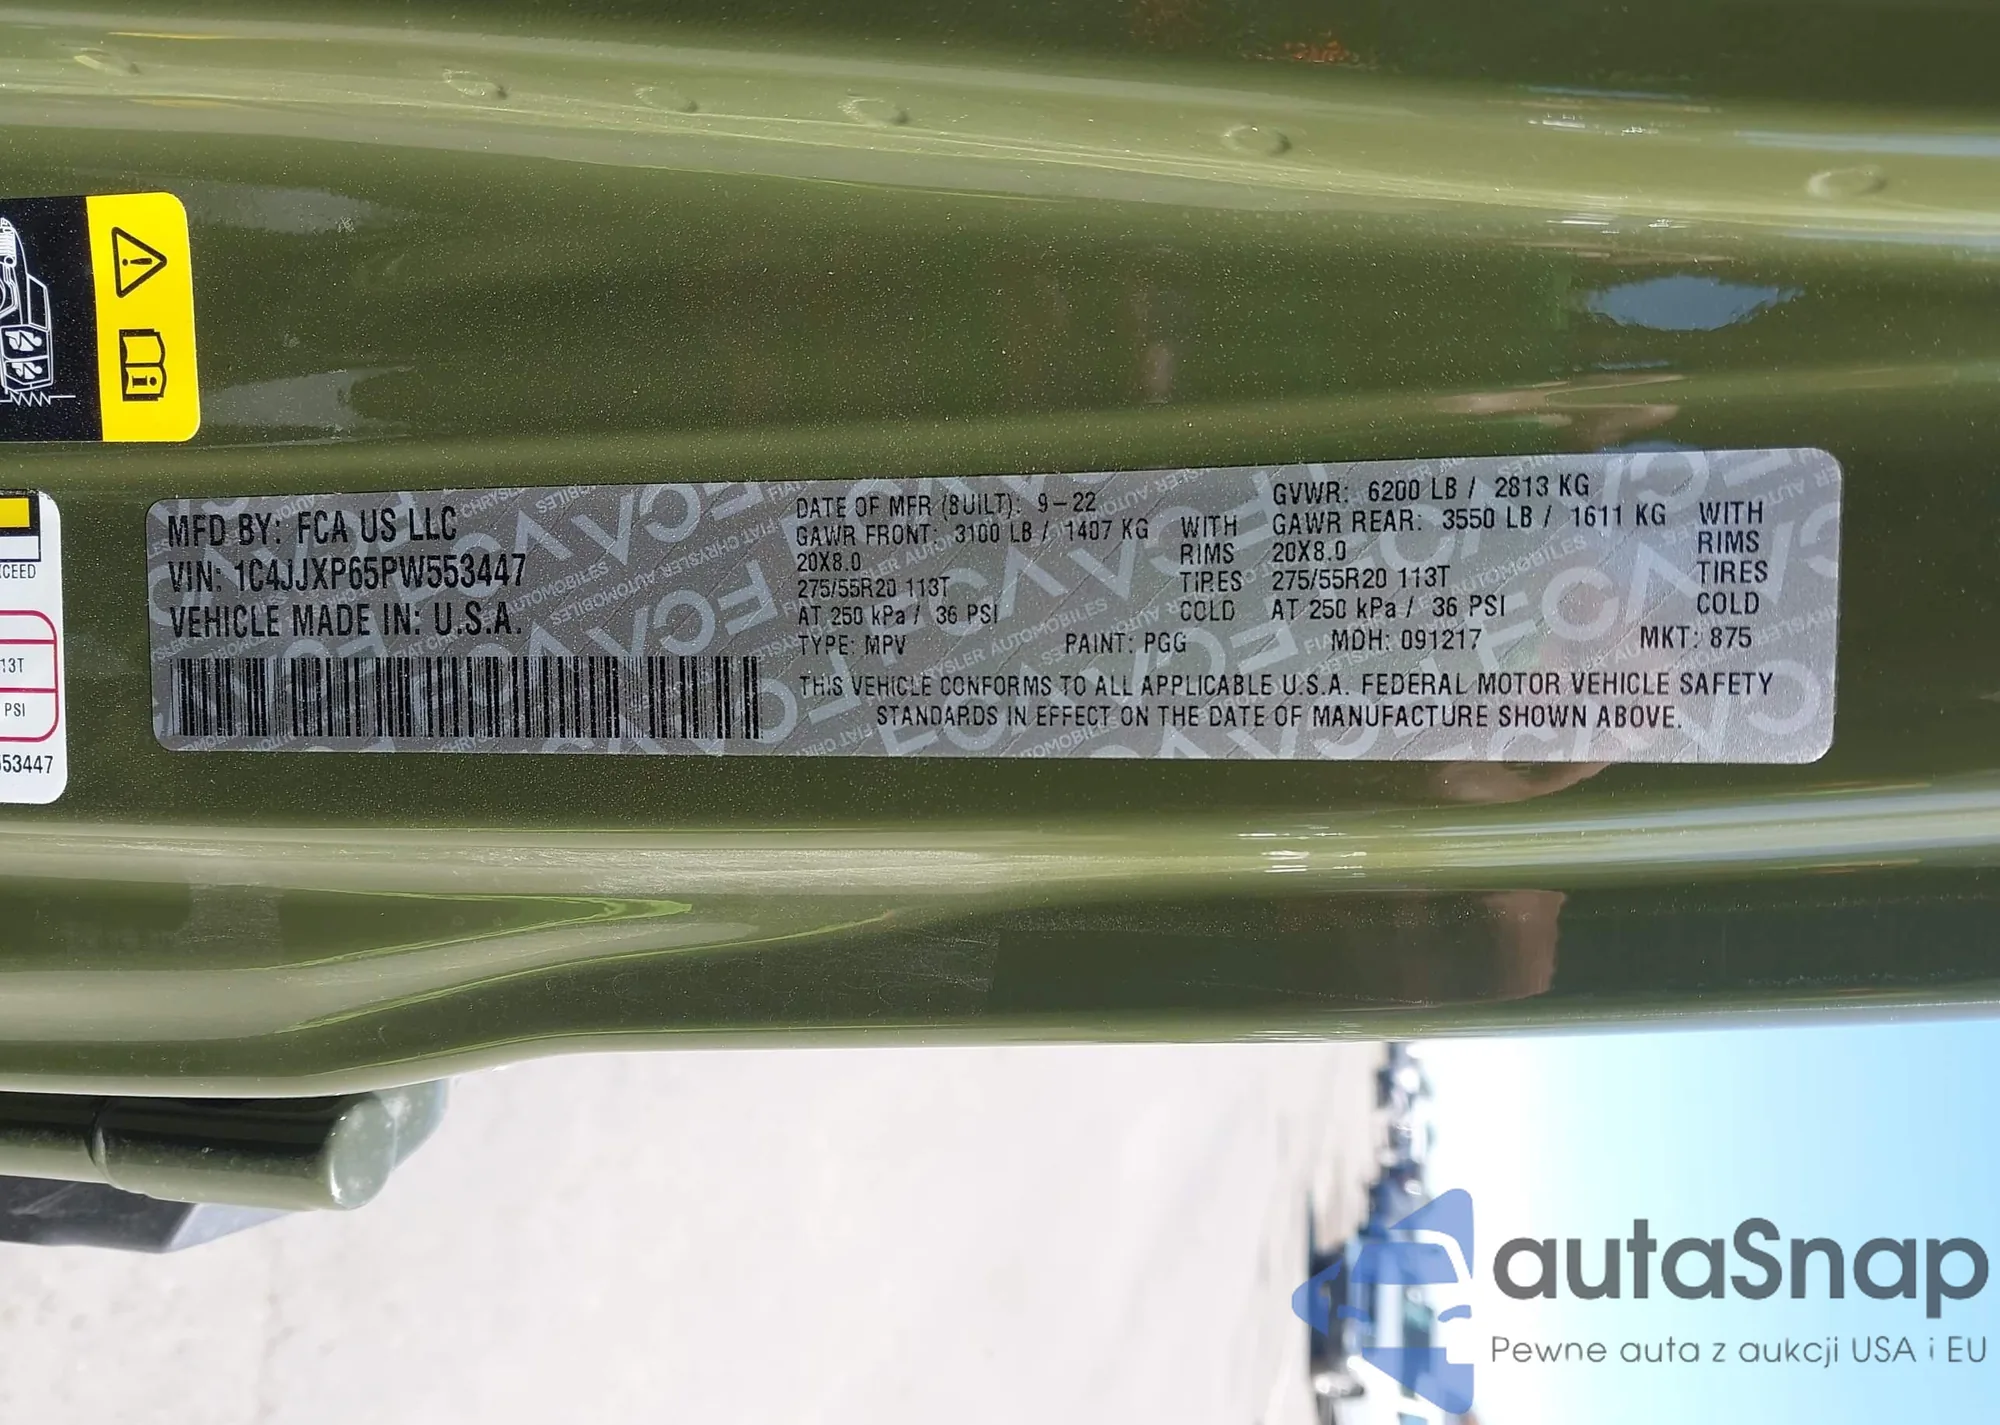 MFD BY: FCA US LLC
VIN: 1C4JJXP65PW553447
VEHICLE MADE IN: U.S.A.
DATE OF MFR (BUILT): 9-22
GVWR: 6200 LB / 2813 KG
GAWR FRONT: 3100 LB / 1407 KG WITH
GAWR REAR: 3550 LB / 1611 KG WITH
20X8.0 RIMS
20X8.0 RIMS
275/55R20 113T TIRES
275/55R20 113T TIRES
AT 250 kPa / 36 PSI COLD
AT 250 kPa / 36 PSI COLD
TYPE: MPV PAINT: PGG MDH: 091217 MKT: 875
THIS VEHICLE CONFORMS TO ALL APPLICABLE U.S.A. FEDERAL MOTOR VEHICLE SAFETY
STANDARDS IN EFFECT ON THE DATE OF MANUFACTURE SHOWN ABOVE.
XCEED
13T
PSI
553447
autaSnap
Pewne auta z aukcji USA i EU